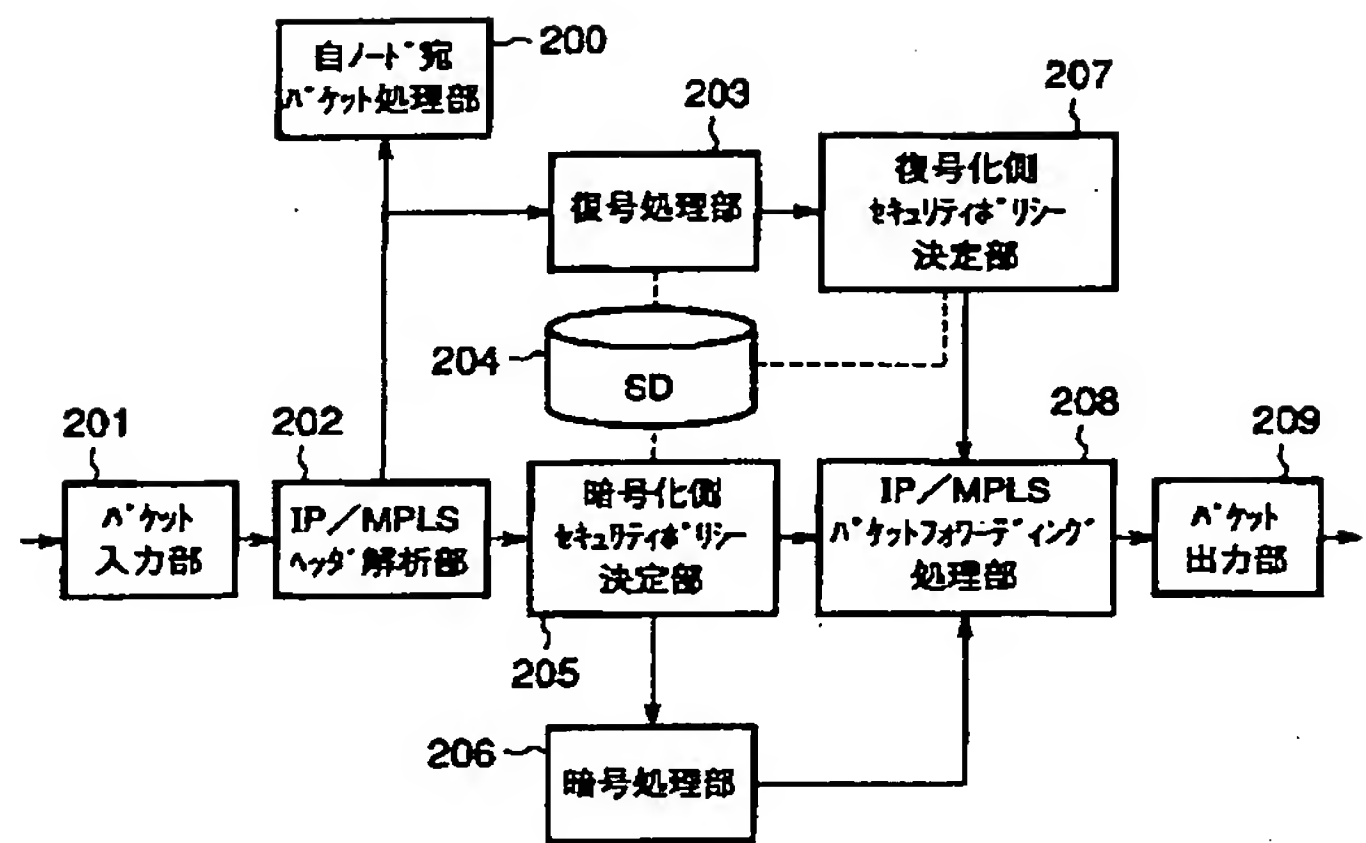 200
自ノード宛
パケット処理部
203
207
復号処理部
復号化側
セキュリティポリシー
決定部
204
SD
201
202
208
209
パケット
入力部
IP/MPLS
ヘッダ解析部
暗号化側
セキュリティポリシー
決定部
IP/MPLS
パケットフォワーディング
処理部
パケット
出力部
205
206
暗号処理部